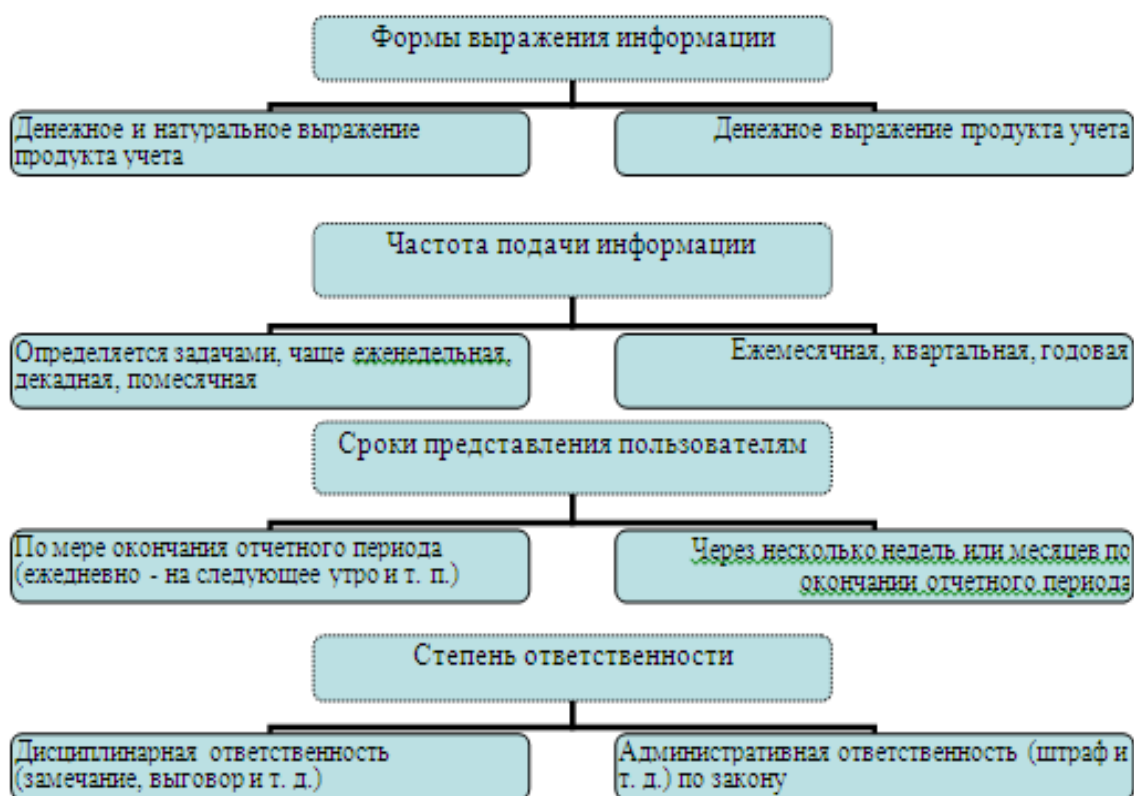 Формы выражения информации
Денежное и натуральное выражение
продукта учета
Денежное выражение продукта учета
Частота подачи информации
Определяется задачами, чаще еженедельная,
декадная, помесячная
Ежемесячная, квартальная, годовая
Сроки представления пользователям
По мере окончания отчетного периода
(ежедневно - на следующее утро и т. п.)
Через несколько недель или месяцев по
окончании отчетного периода
Степень ответственности
Дисциплинарная ответственность
(замечание, выговор и т. д.)
Административная ответственность (штраф и
т. д.) по закону